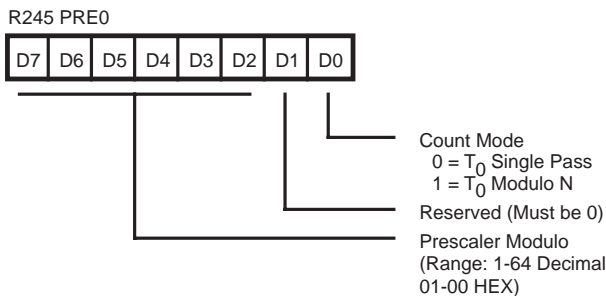 R245 PRE0
D7 D6 D5 D4 D3 D2 D1 D0
Count Mode
0 = T0 Single Pass
1 = T0 Modulo N
Reserved (Must be 0)
Prescaler Modulo
(Range: 1-64 Decimal
01-00 HEX)